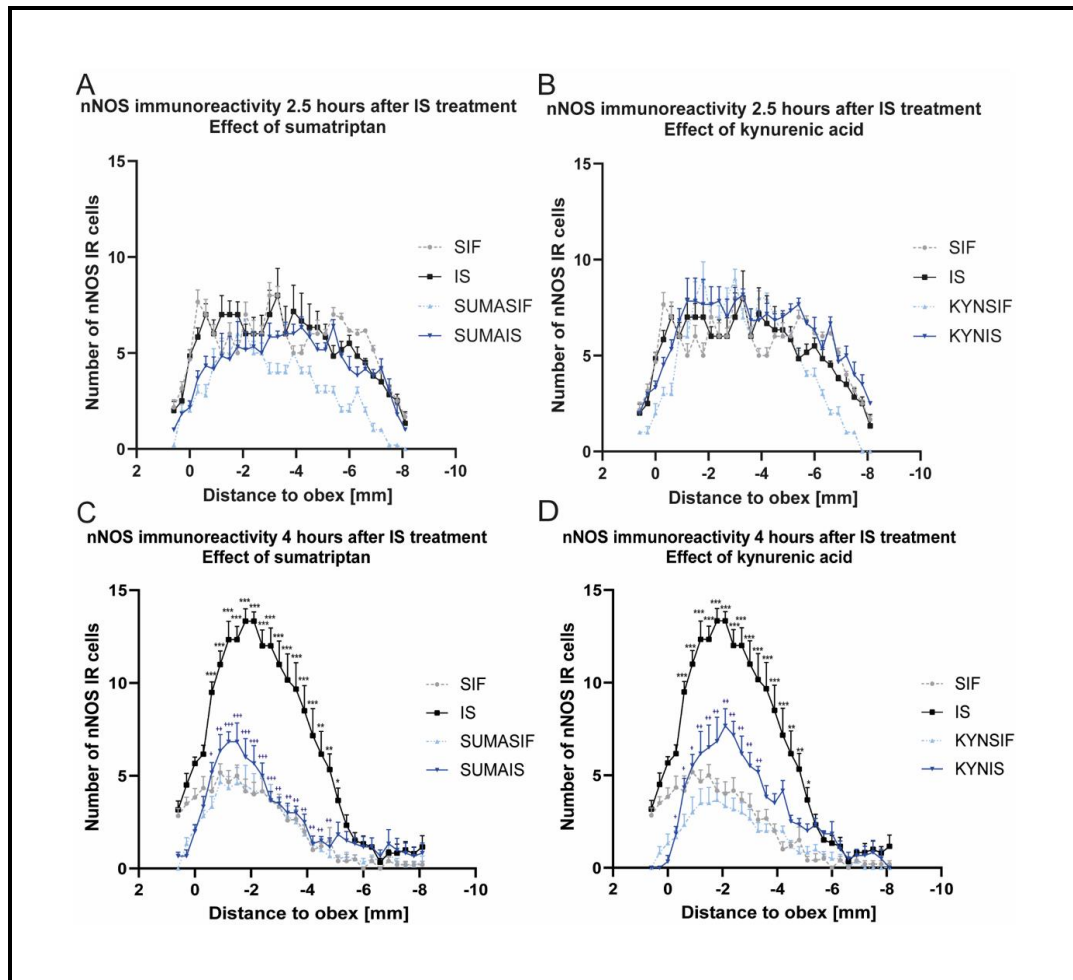 A
nNOS immunoreactivity 2.5 hours after IS treatment
Effect of sumatriptan
Number of nNOS IR cells
15
10
5
0
2
0
-2
-4
-6
-8
-10
Distance to obex [mm]
SIF
IS
SUMASIF
SUMAIS
B
nNOS immunoreactivity 2.5 hours after IS treatment
Effect of kynurenic acid
Number of nNOS IR cells
15
10
5
0
2
0
-2
-4
-6
-8
-10
Distance to obex [mm]
SIF
IS
KYNSIF
KYNIS
C
nNOS immunoreactivity 4 hours after IS treatment
Effect of sumatriptan
Number of nNOS IR cells
15
10
5
0
2
0
-2
-4
-6
-8
-10
Distance to obex [mm]
SIF
IS
SUMASIF
SUMAIS
D
nNOS immunoreactivity 4 hours after IS treatment
Effect of kynurenic acid
Number of nNOS IR cells
15
10
5
0
2
0
-2
-4
-6
-8
-10
Distance to obex [mm]
SIF
IS
KYNSIF
KYNIS